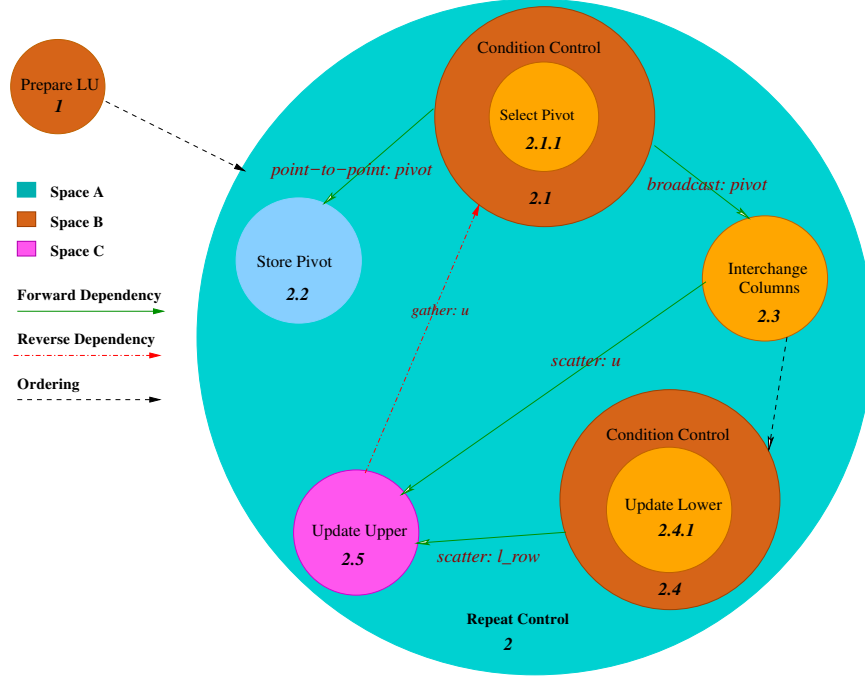 Condition Control
Prepare LU
1
Select Pivot
2.1.1
point−to−point: pivot
broadcast: pivot
2.1
Space A
Space B
Space C
Store Pivot
2.2
Interchange
Columns
2.3
Forward Dependency
gather: u
Reverse Dependency
scatter: u
Ordering
Condition Control
Update Lower
2.4.1
Update Upper
2.5
scatter: l_row
2.4
Repeat Control
2